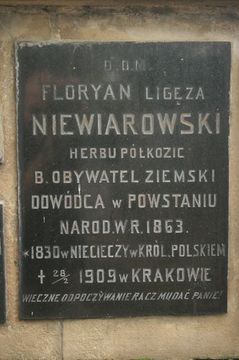 D.O.M.
FLORYAN LIGĘZA
NIEWIAROWSKI
HERBU PÓŁKOZIC
B. OBYWATEL ZIEMSKI
DOWÓDCA W POWSTANIU
NAROD. W R. 1863.
*1830 W NIECIECZY W KRÓL. POLSKIEM
† 28/2 1909 W KRAKOWIE
WIECZNE ODPOCZYWANIE RACZ MU DAĆ PANIE!